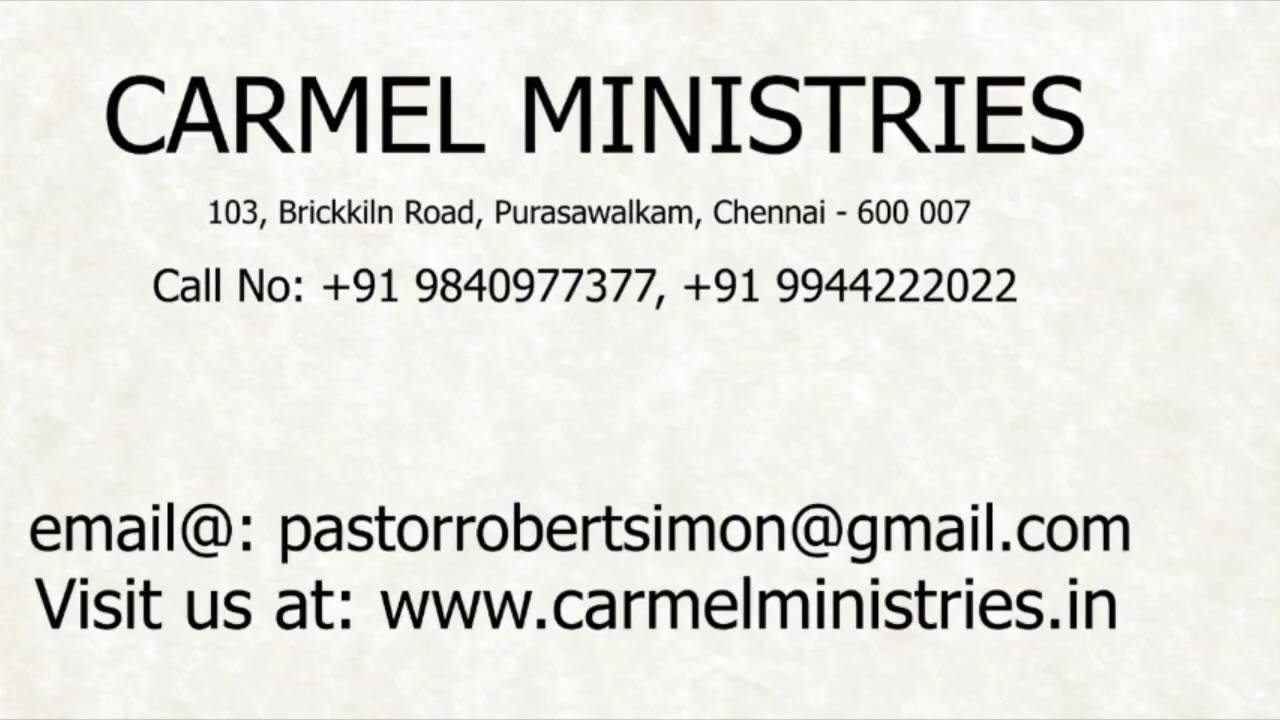 CARMEL MINISTRIES
103, Brickkiln Road, Purasawalkam, Chennai - 600 007
Call No: +91 9840977377, +91 9944222022
email@: pastorrobertsimon@gmail.com
Visit us at: www.carmelministries.in